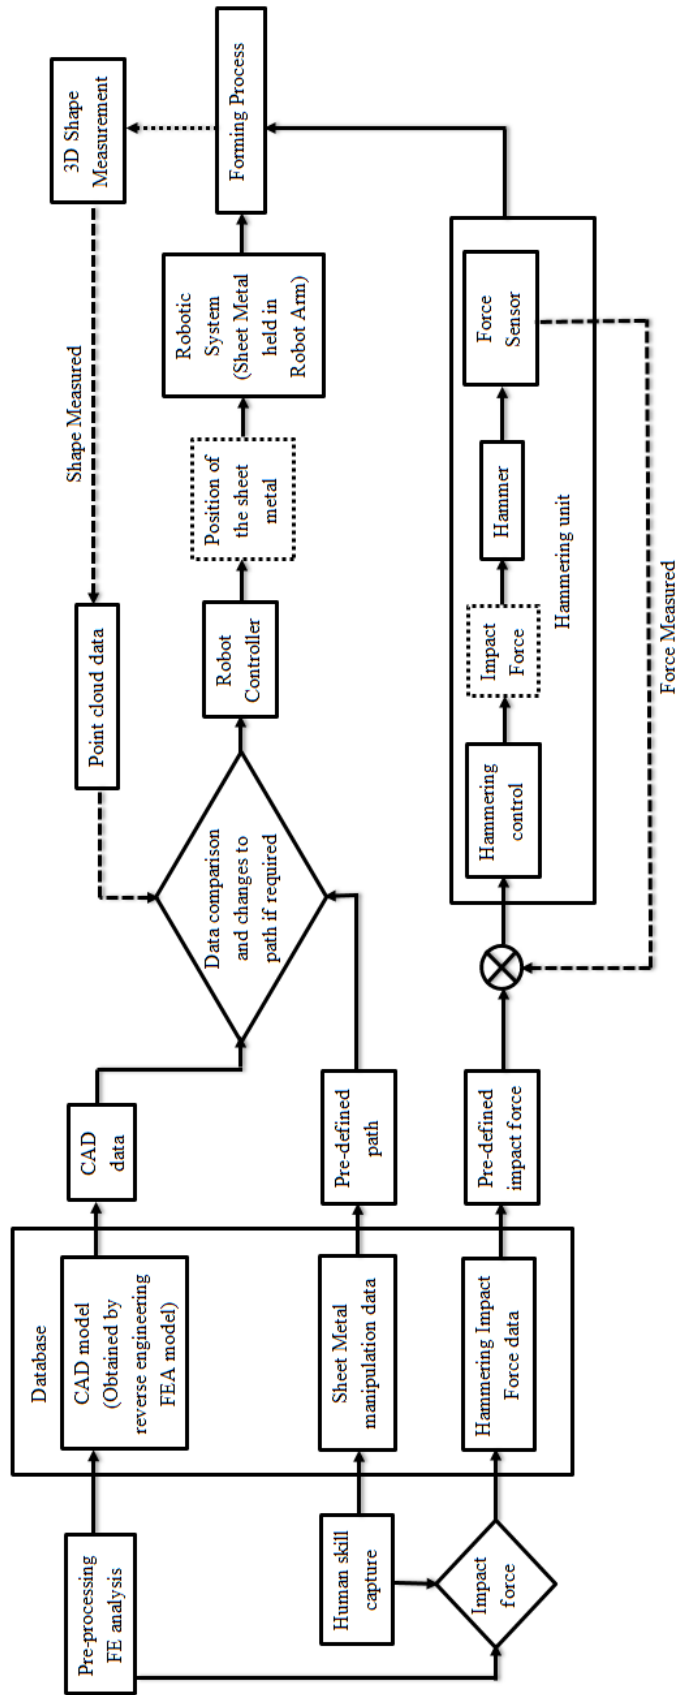 Pre-processing
FE analysis
Human skill
capture
Impact
force
Database
CAD model
(Obtained by
reverse engineering
FEA model)
Sheet Metal
manipulation data
Hammering Impact
Force data
CAD
data
Pre-defined
path
Pre-defined
impact force
Data comparison
and changes to
path if required
Point cloud data
Shape Measured
3D Shape
Measurement
Robot
Controller
Position of
the sheet
metal
Robotic
System
(Sheet Metal
held in
Robot Arm)
Forming Process
Hammering
control
Impact
Force
Hammer
Force
Sensor
Hammering unit
Force Measured